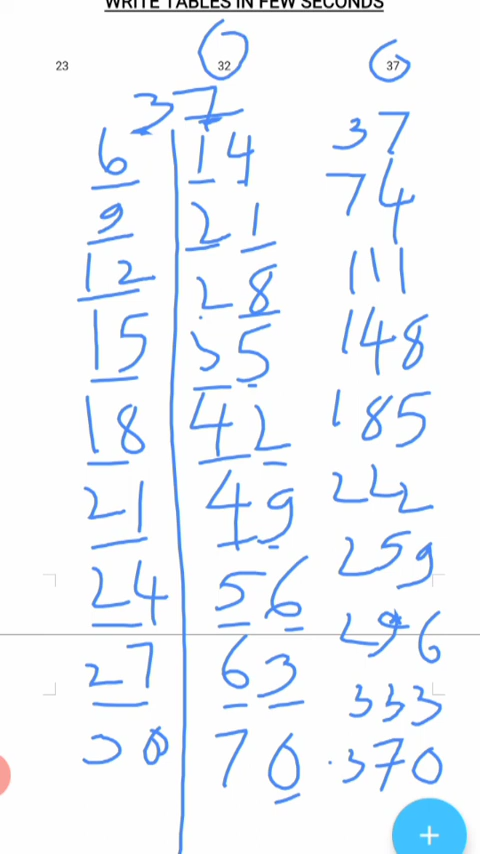 WRITE TABLES IN FEW SECONDS
23 32 37
37
6 14 37
9 21 74
12 28 111
15 35 148
18 42 185
21 49 222
24 56 259
27 63 296
30 70 333
370